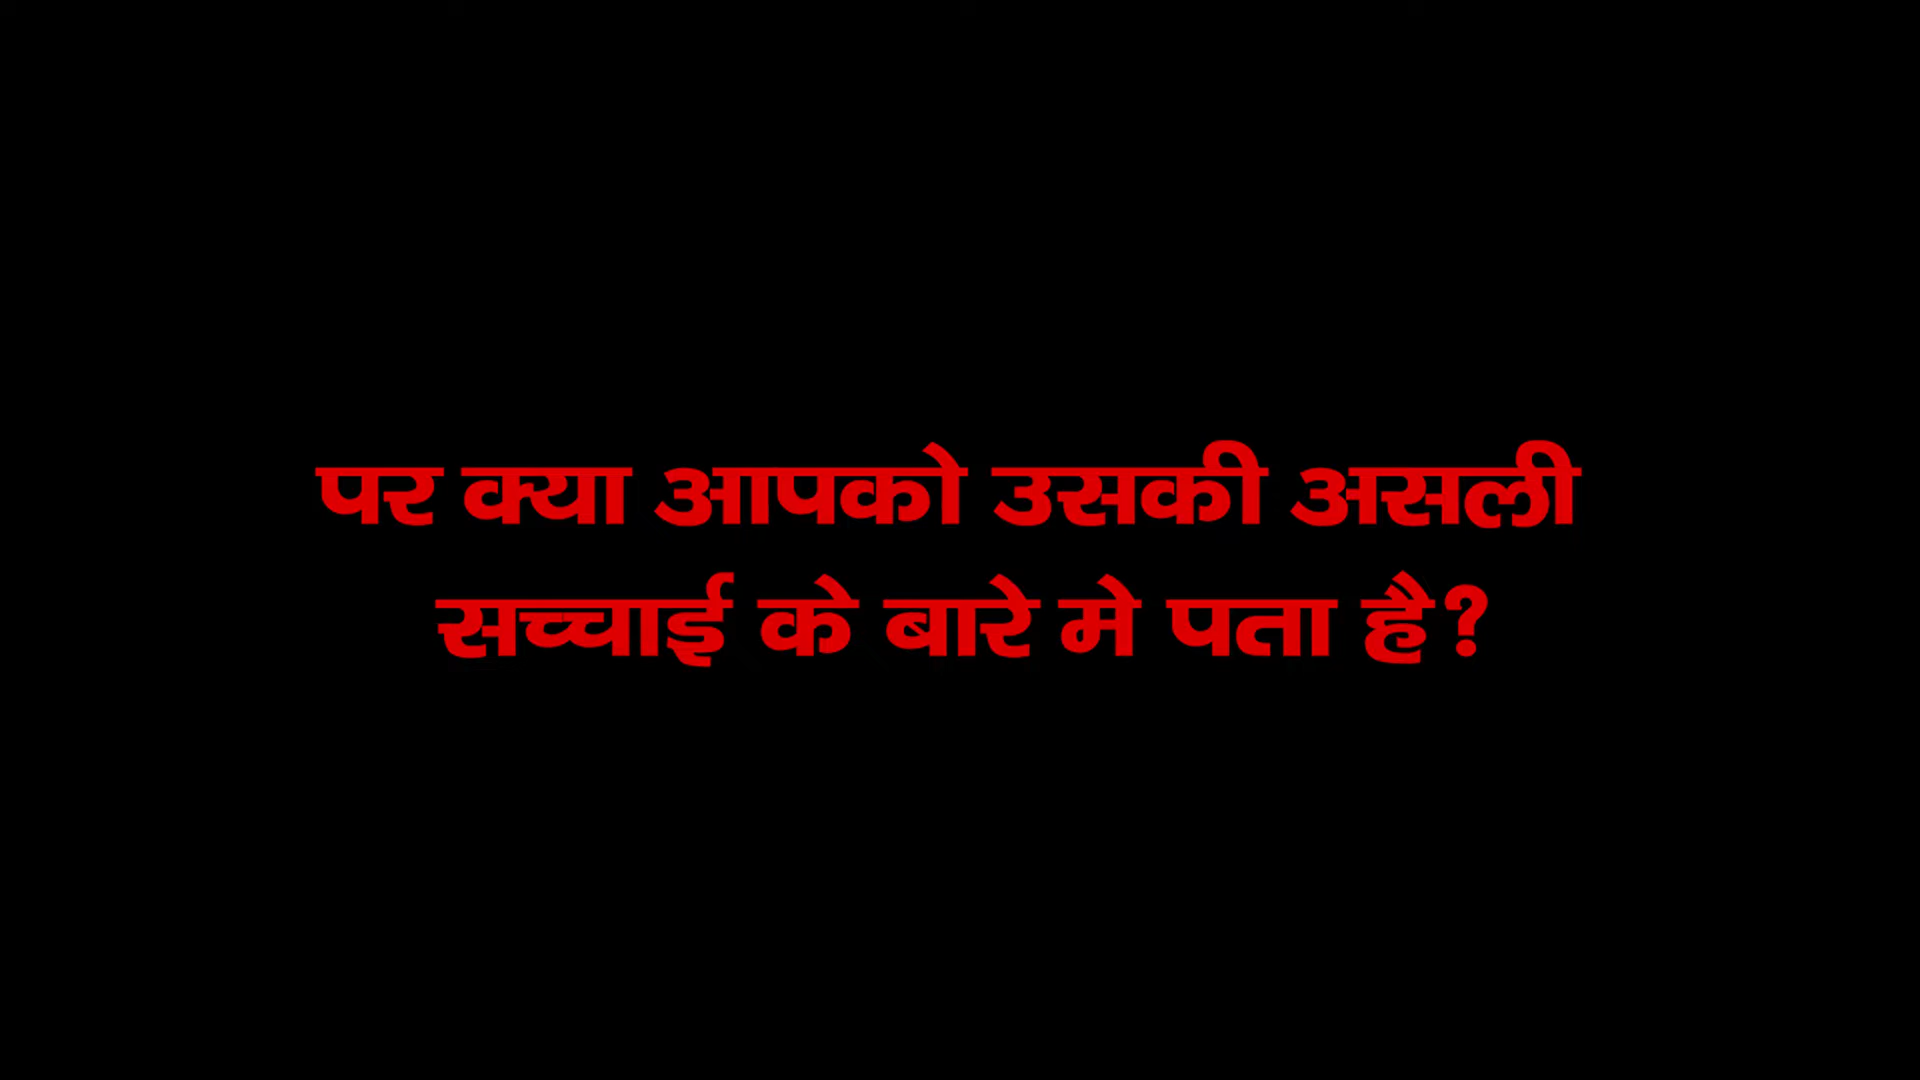 पर क्या आपको उसकी असली
सच्चाई के बारे मे पता है?